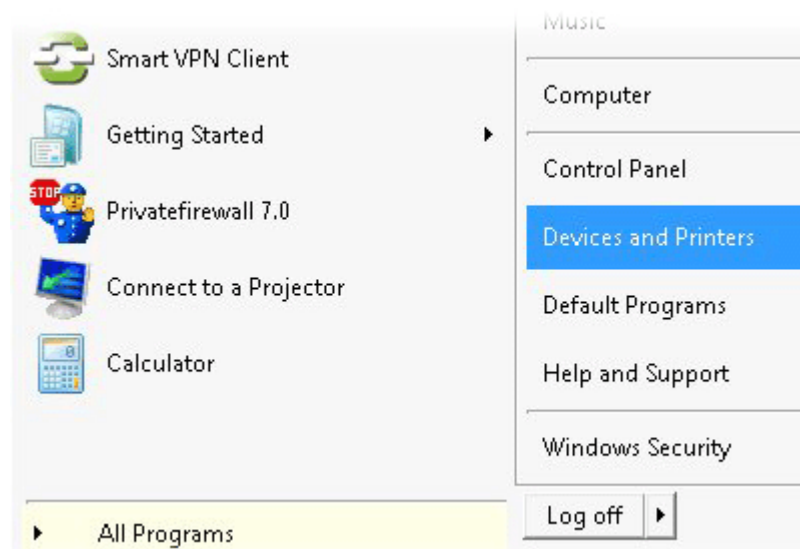 Smart VPN Client
Getting Started
STOP
Privatefirewall 7.0
Connect to a Projector
0
Calculator
All Programs
Music
Computer
Control Panel
Devices and Printers
Default Programs
Help and Support
Windows Security
Log off